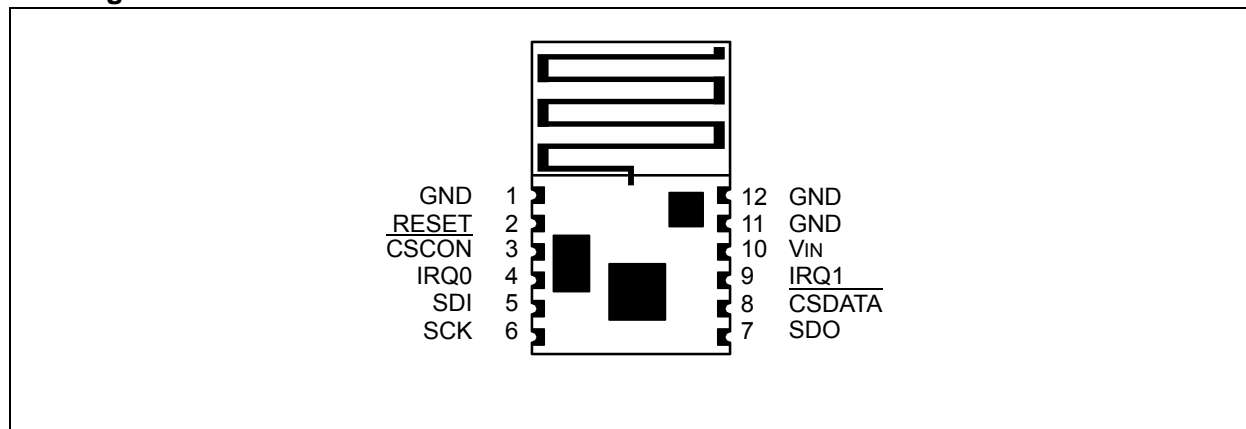 GND 1
RESET 2
CSCON 3
IRQ0 4
SDI 5
SCK 6
12 GND
11 GND
10 VIN
9 IRQ1
8 CSDATA
7 SDO